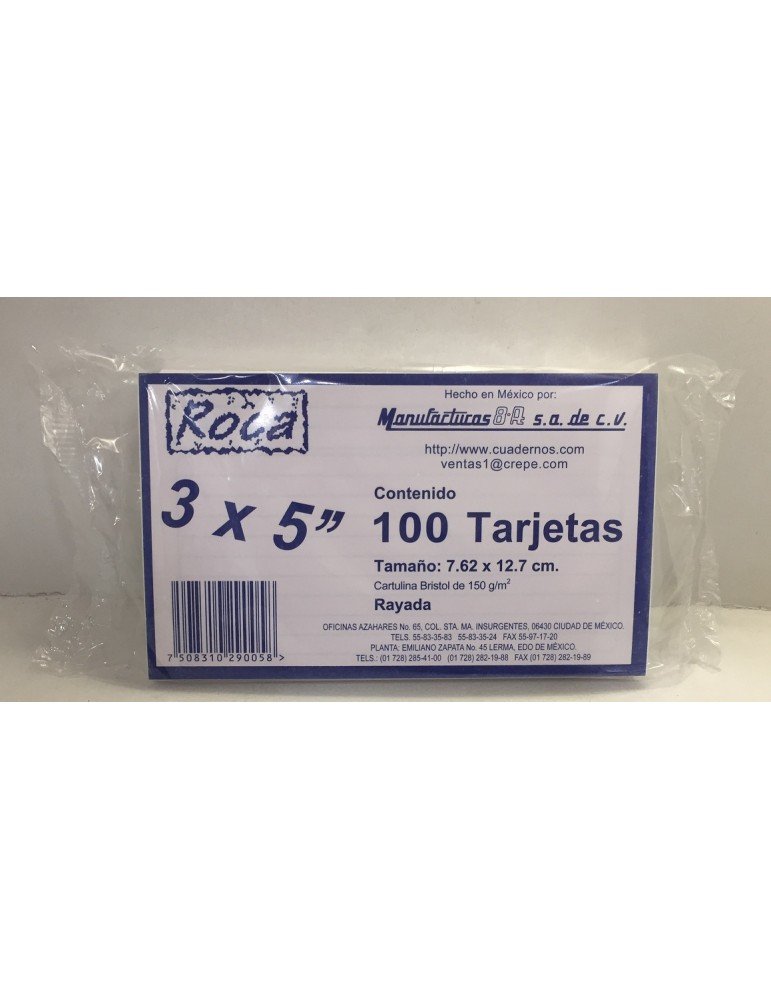 Roca
Hecho en México por:
Manufacturas 8-A s.a. de c.v.
http://www.cuadernos.com
ventas1@crepe.com
3 x 5”
Contenido
100 Tarjetas
Tamaño: 7.62 x 12.7 cm.
Cartulina Bristol de 150 g/m²
Rayada
OFICINAS AZAHARES No. 65, COL. STA. MA. INSURGENTES, 06430 CIUDAD DE MÉXICO.
TELS. 55-83-35-83 55-83-35-24 FAX 55-97-17-20
PLANTA: EMILIANO ZAPATA No. 45 LERMA, EDO DE MÉXICO.
TELS.: (01 728) 285-41-00 (01 728) 282-19-88 FAX (01 728) 282-19-89
7 508310 290058 >